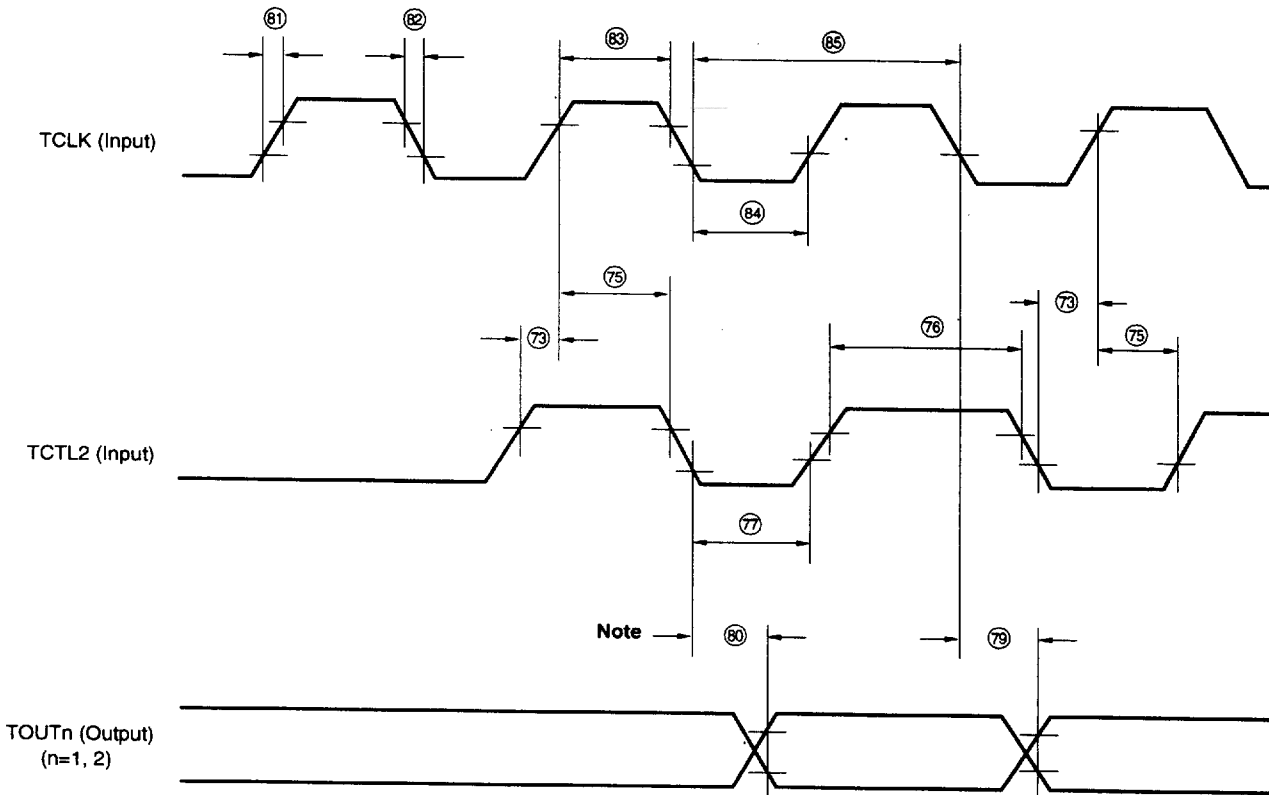 81 82 83 85
TCLK (Input)
84
75
73 76 73 75
TCTL2 (Input)
77
Note 80 79
TOUTn (Output)
(n=1, 2)